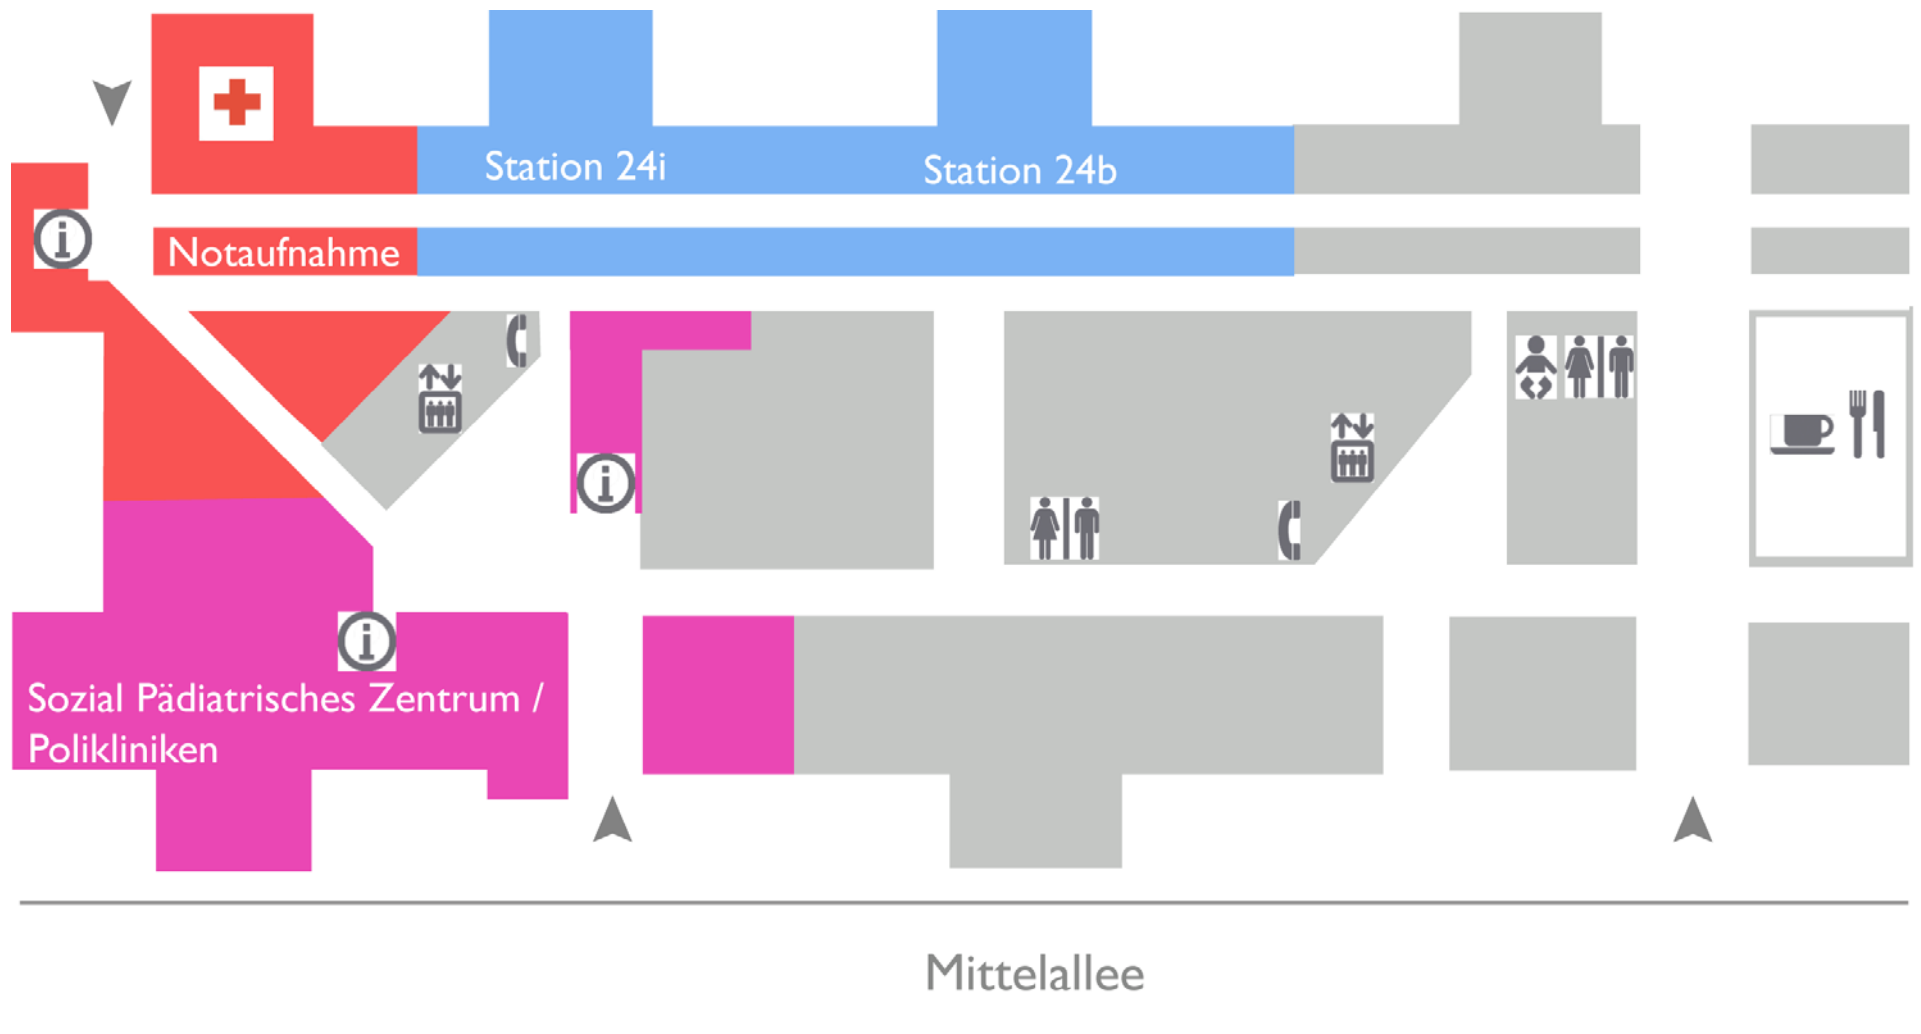 Station 24i
Station 24b
Notaufnahme
Sozial Pädiatrisches Zentrum /
Polikliniken
Mittelallee